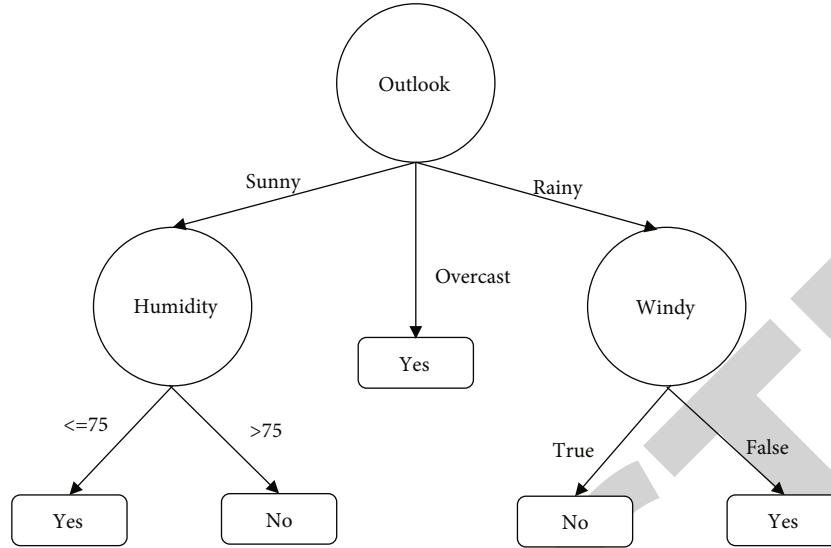 Outlook
Sunny
Rainy
Overcast
Humidity
Windy
Yes
<=75
>75
True
False
Yes
No
No
Yes